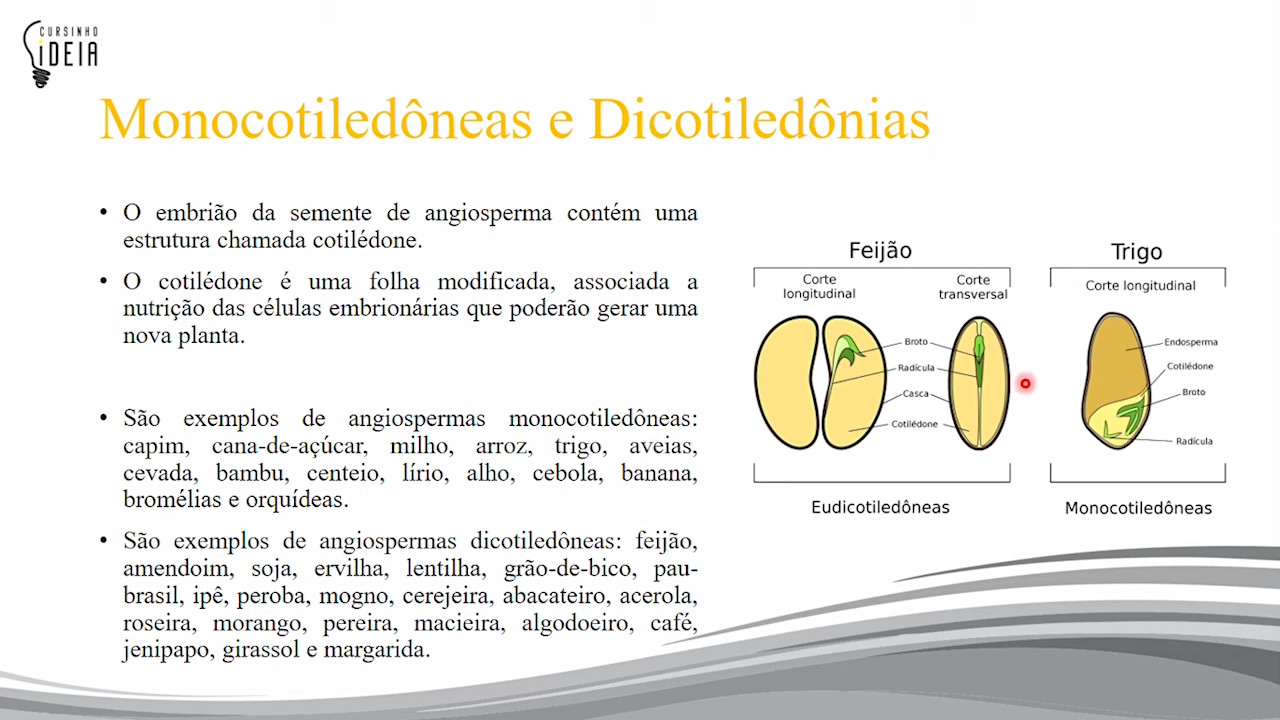 CURSINHO
iDEIA
Monocotiledôneas e Dicotiledônias
• O embrião da semente de angiosperma contém uma
estrutura chamada cotilédone.
• O cotilédone é uma folha modificada, associada a
nutrição das células embrionárias que poderão gerar uma
nova planta.
• São exemplos de angiospermas monocotiledôneas:
capim, cana-de-açúcar, milho, arroz, trigo, aveias,
cevada, bambu, centeio, lírio, alho, cebola, banana,
bromélias e orquídeas.
• São exemplos de angiospermas dicotiledôneas: feijão,
amendoim, soja, ervilha, lentilha, grão-de-bico, pau-
brasil, ipê, peroba, mogno, cerejeira, abacateiro, acerola,
roseira, morango, pereira, macieira, algodoeiro, café,
jenipapo, girassol e margarida.
Feijão
Corte
longitudinal
Corte
transversal
Broto
Radícula
Casca
Cotilédone
Eudicotiledôneas
Trigo
Corte longitudinal
Endosperma
Cotilédone
Broto
Radícula
Monocotiledôneas